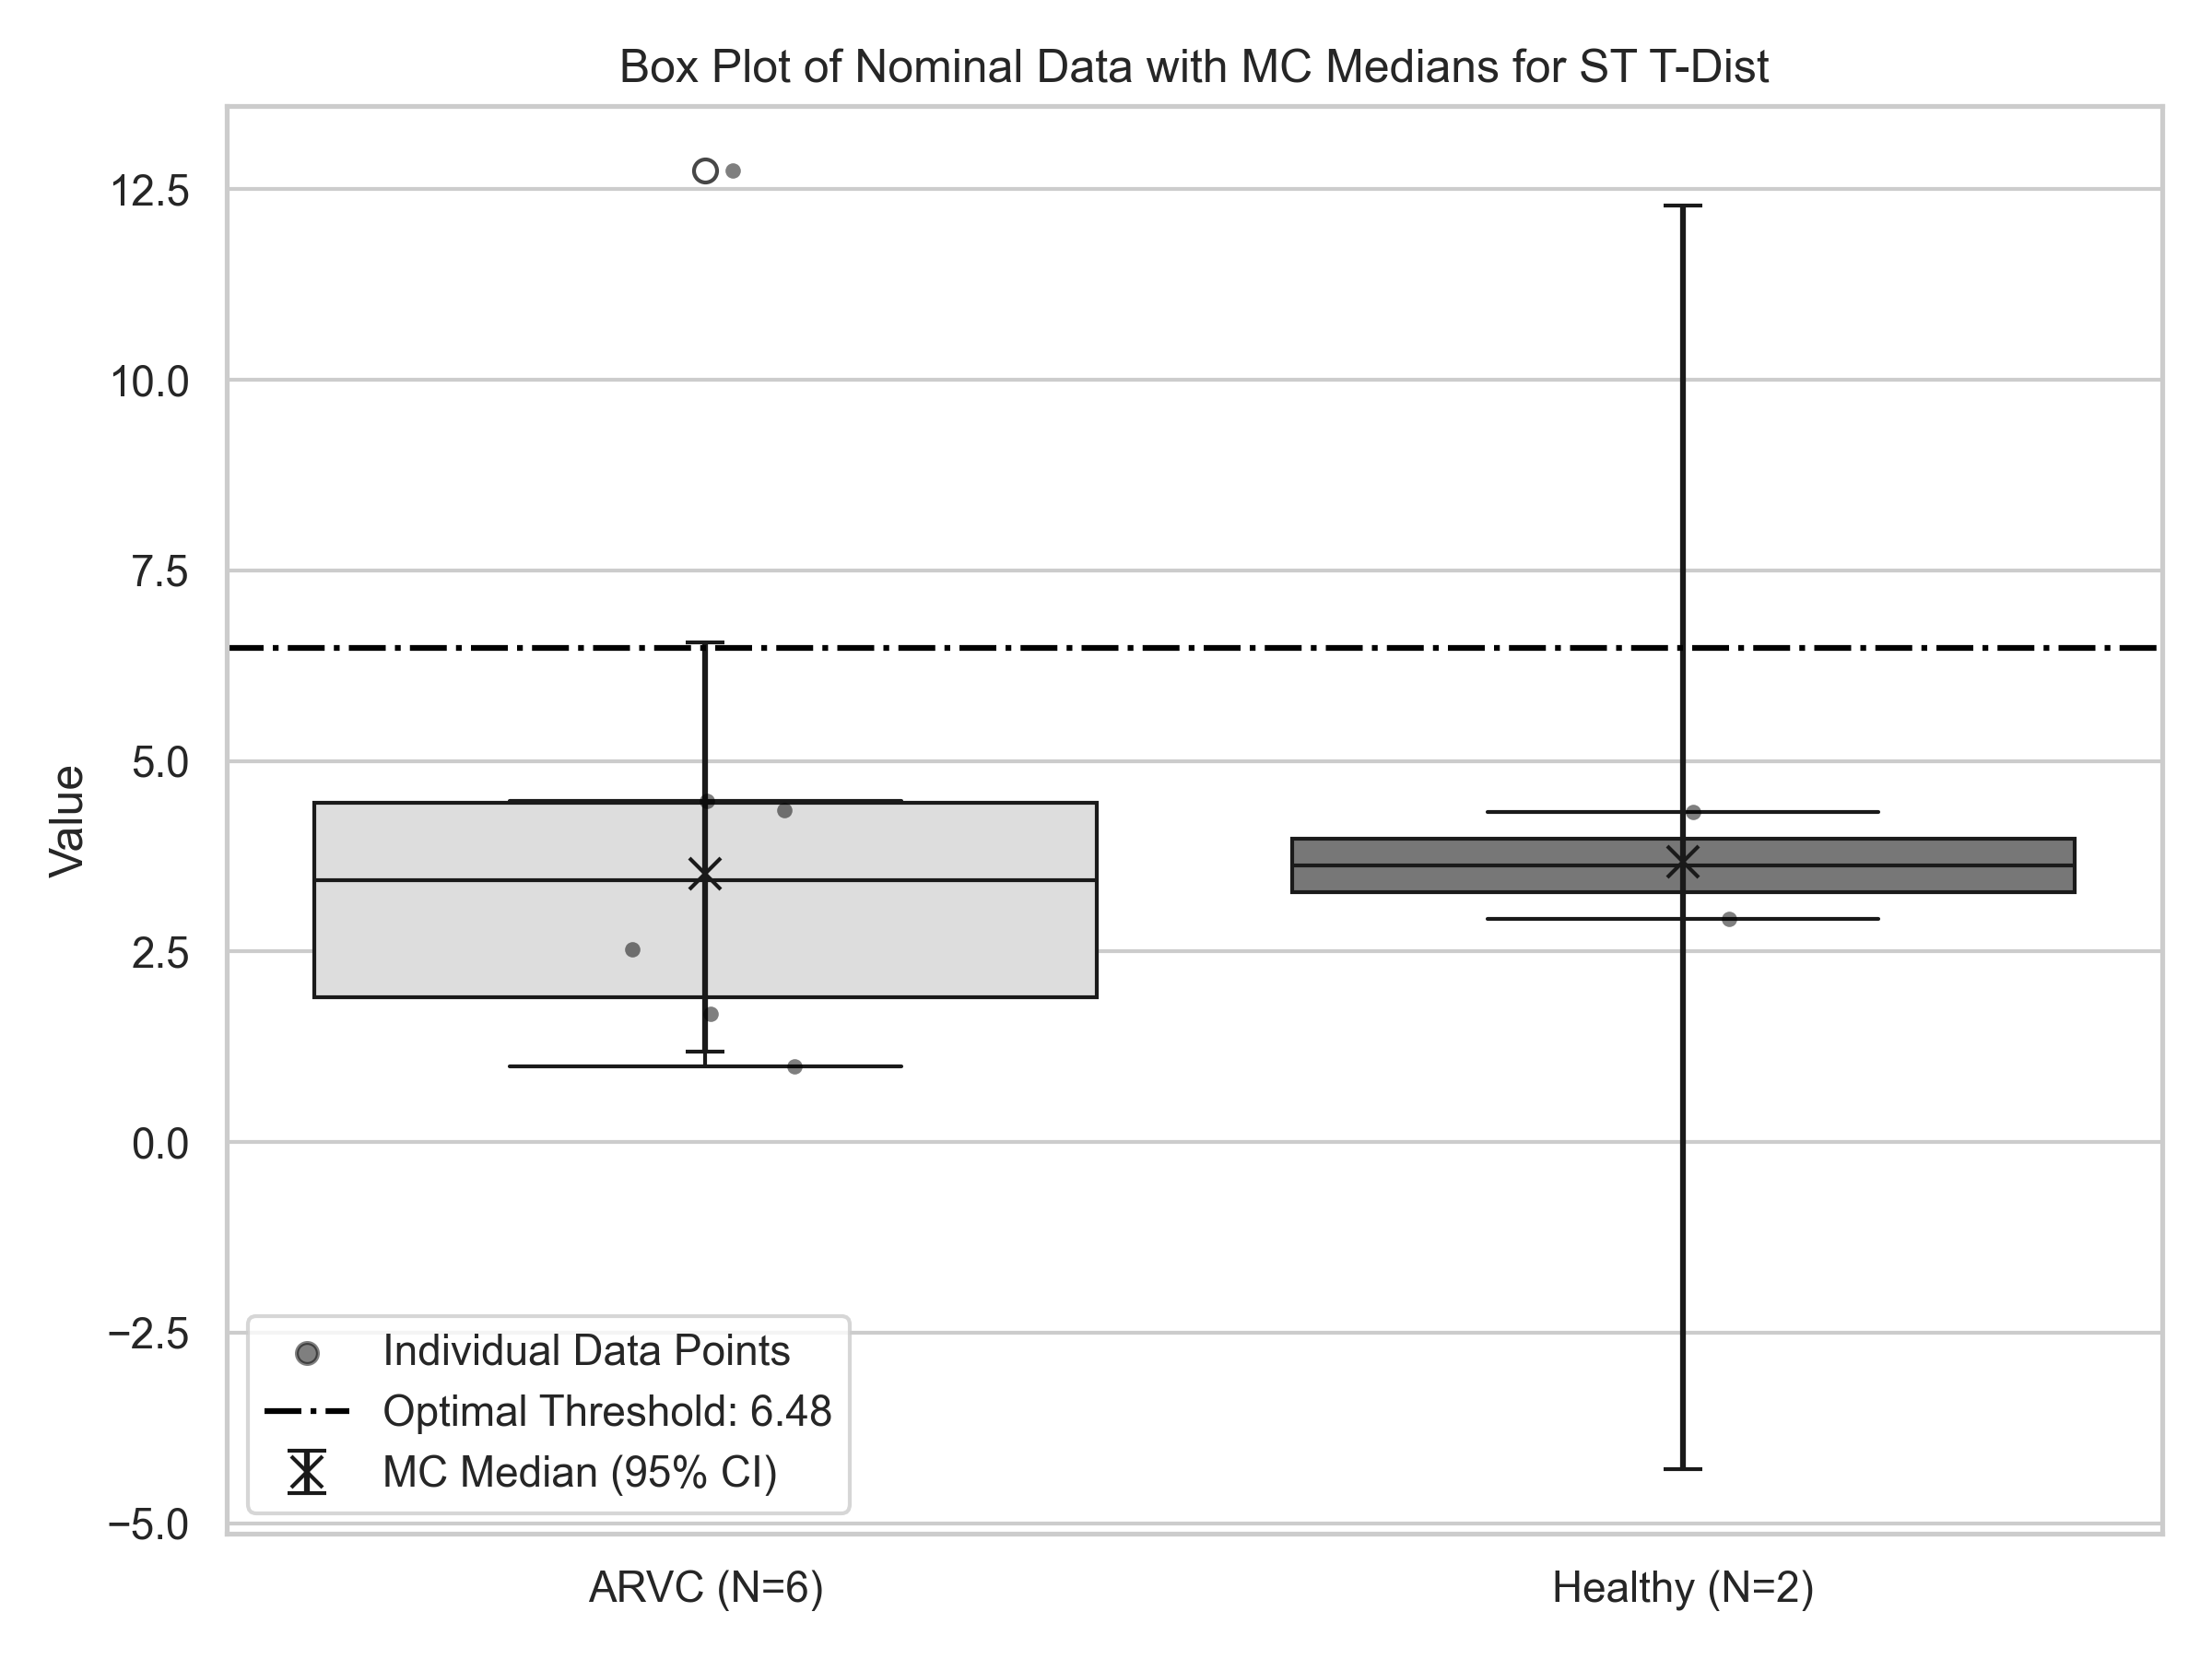 Box Plot of Nominal Data with MC Medians for ST T-Dist
Value
12.5
10.0
7.5
5.0
2.5
0.0
−2.5
−5.0
Individual Data Points
Optimal Threshold: 6.48
MC Median (95% CI)
ARVC (N=6)
Healthy (N=2)